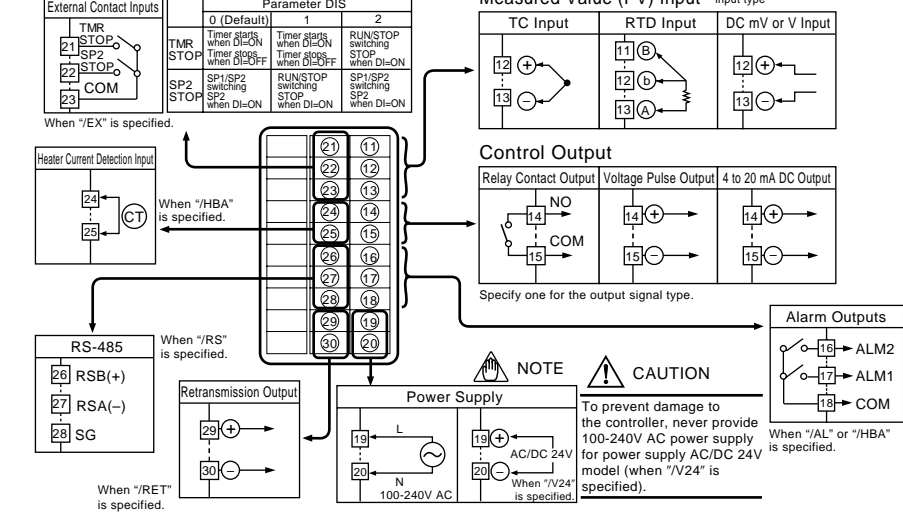 External Contact Inputs
TMR
STOP
21
SP2
STOP
22
COM
23
When "/EX" is specified.
Parameter DIS
0 (Default) 1 2
TMR
STOP
Timer starts
when DI=ON
Timer stops
when DI=OFF
Timer starts
when DI=ON
Timer stops
when DI=OFF
RUN/STOP
switching
STOP
when DI=ON
SP2
STOP
SP1/SP2
switching
SP2
when DI=ON
RUN/STOP
switching
STOP
when DI=ON
SP1/SP2
switching
SP2
when DI=ON
Measured Value (PV) Input
input type
TC Input RTD Input DC mV or V Input
12 +
13 −
11 B
12 b
13 A
12 +
13 −
Heater Current Detection Input
24
25
CT
When "/HBA"
is specified.
21 11
22 12
23 13
24 14
25 15
26 16
27 17
28 18
29 19
30 20
Control Output
Relay Contact Output Voltage Pulse Output 4 to 20 mA DC Output
NO
14
COM
15
14 +
15 −
14 +
15 −
Specify one for the output signal type.
RS-485
26 RSB(+)
27 RSA(−)
28 SG
When "/RS"
is specified.
Retransmission Output
29 +
30 −
When "/RET"
is specified.
NOTE
Power Supply
19 L
20 N
100-240V AC
19 +
AC/DC 24V
20 −
When "/V24"
is specified.
CAUTION
To prevent damage to
the controller, never provide
100-240V AC power supply
for power supply AC/DC 24V
model (when "/V24" is
specified).
Alarm Outputs
16 ALM2
17 ALM1
18 COM
When "/AL" or "/HBA"
is specified.